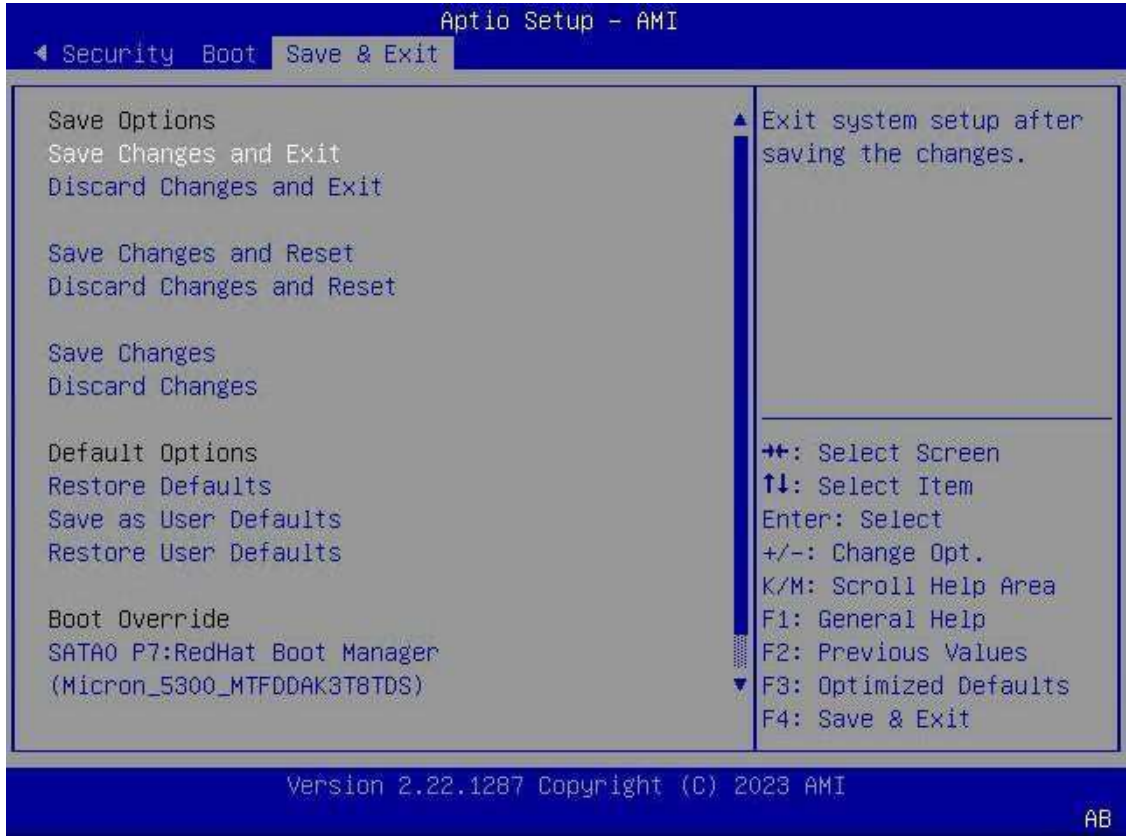 Aptio Setup – AMI
◀ Security Boot Save & Exit
Save Options
Save Changes and Exit
Discard Changes and Exit
Save Changes and Reset
Discard Changes and Reset
Save Changes
Discard Changes
Default Options
Restore Defaults
Save as User Defaults
Restore User Defaults
Boot Override
SATA0 P7:RedHat Boot Manager
(Micron_5300_MTFDDAK3T8TDS)
Exit system setup after
saving the changes.
→←: Select Screen
↑↓: Select Item
Enter: Select
+/-: Change Opt.
K/M: Scroll Help Area
F1: General Help
F2: Previous Values
F3: Optimized Defaults
F4: Save & Exit
Version 2.22.1287 Copyright (C) 2023 AMI
AB